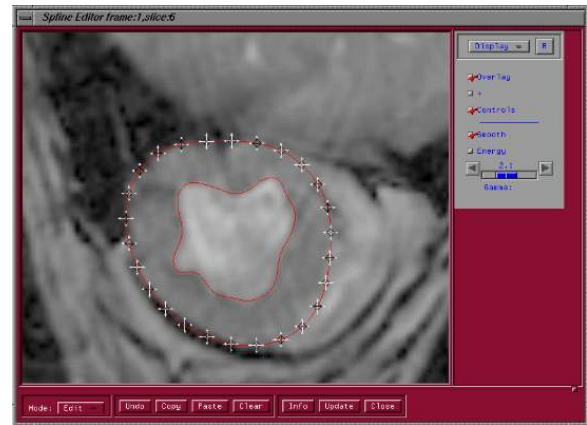 Spline Editor frame:1,slice:6
Display
R
Overlay
+
Controls
Smooth
Energy
2.1
Gamma:
Mode: Edit
Undo Copy Paste Clear Info Update Close